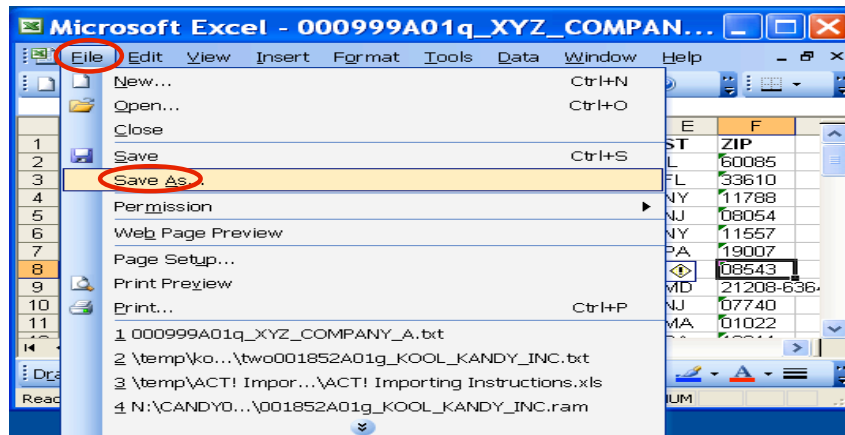 Microsoft Excel - 000999A01q_XYZ_COMPAN...
File Edit View Insert Format Tools Data Window Help
New... Ctrl+N
Open... Ctrl+O
Close
Save Ctrl+S
Save As...
Permission
Web Page Preview
Page Setup...
Print Preview
Print... Ctrl+P
1 000999A01q_XYZ_COMPANY_A.txt
2 \temp\ko...\two001852A01g_KOOL_KANDY_INC.txt
3 \temp\ACT! Impor...\ACT! Importing Instructions.xls
4 N:\CANDY0...\001852A01g_KOOL_KANDY_INC.ram
E F
1 ST ZIP
2 L 60085
3 FL 33610
4 NY 11788
5 NJ 08054
6 NY 11557
7 PA 19007
8 08543
9 MD 21208-636
10 NJ 07740
11 MA 01022
Dra
Read
UM